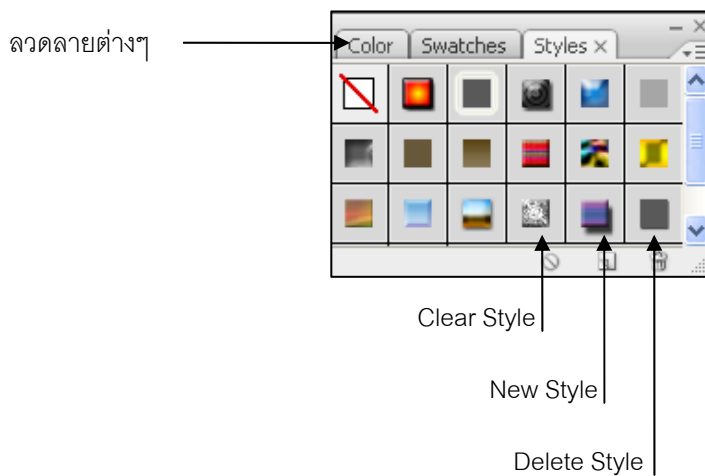 ลวดลายต่างๆ
Color Swatches Styles
Clear Style
New Style
Delete Style